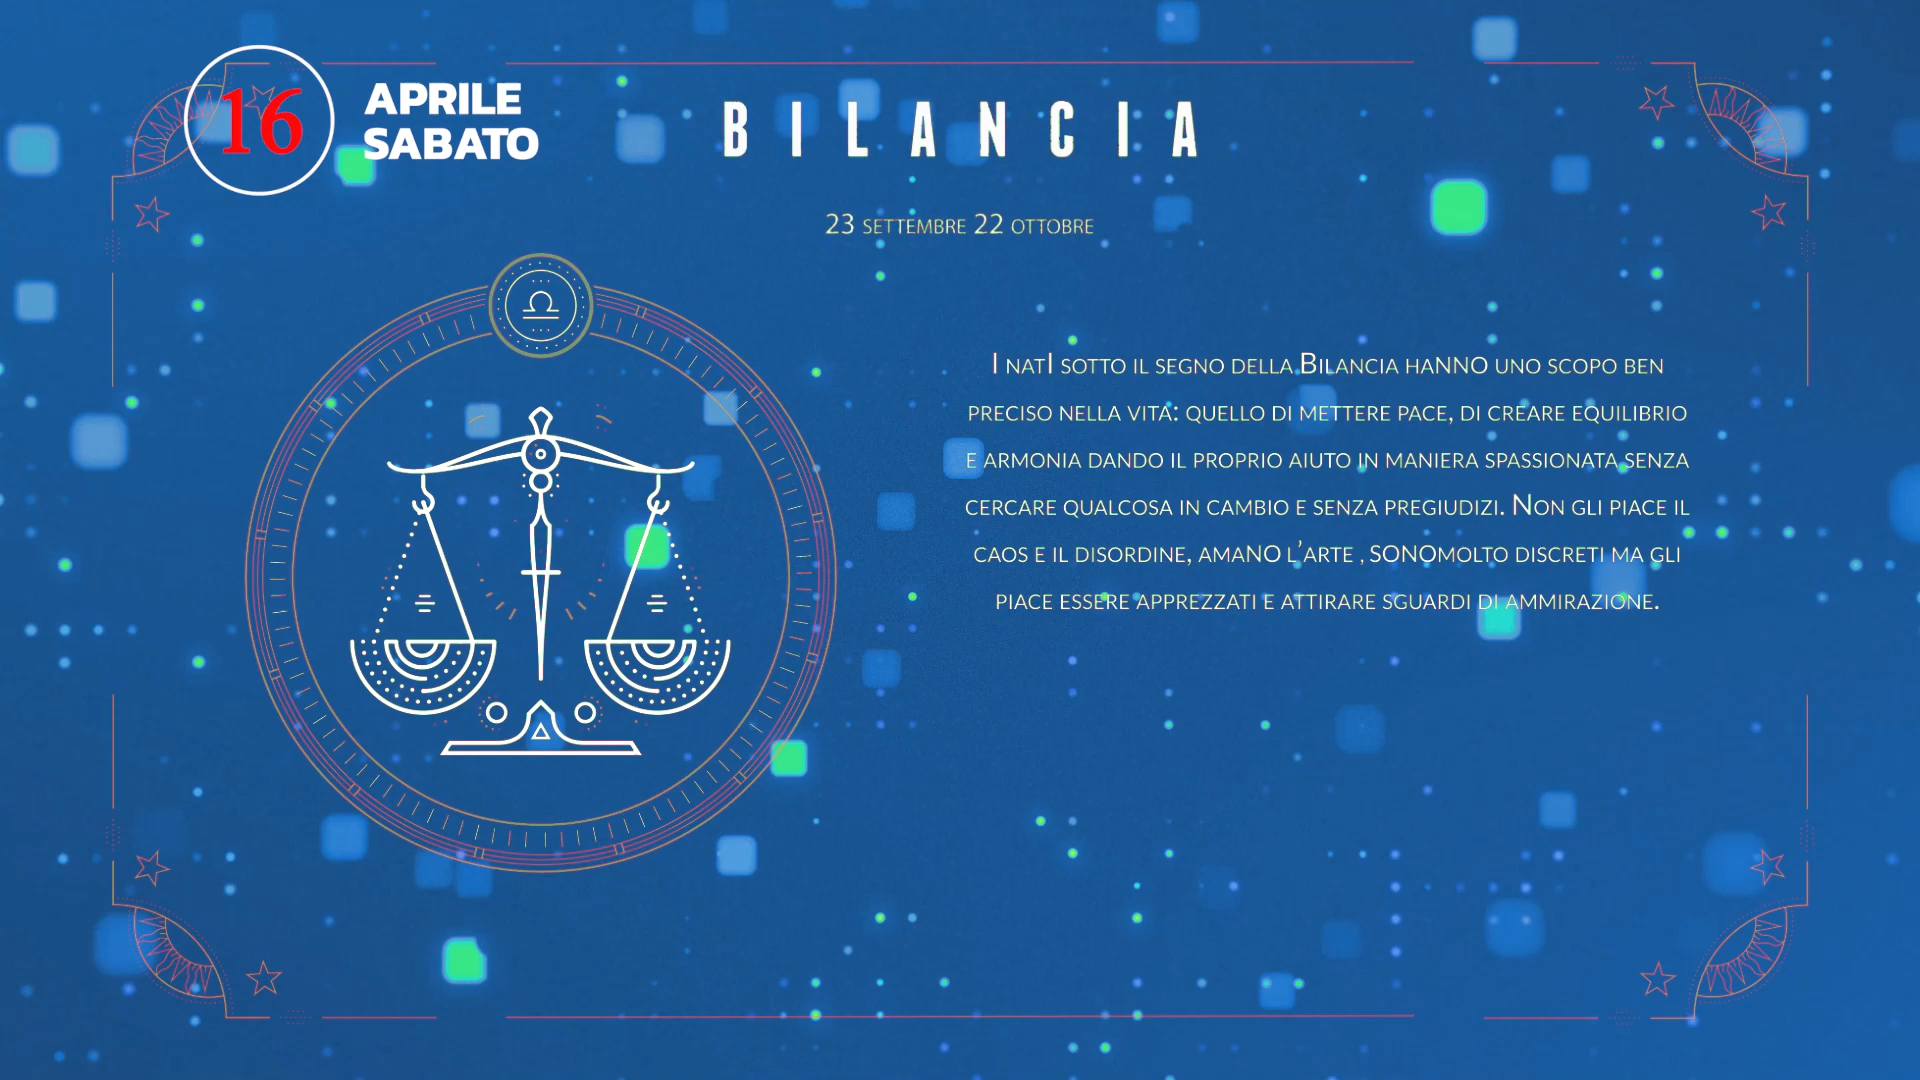 16
APRILE
SABATO
BILANCIA
23 SETTEMBRE 22 OTTOBRE
I NATI SOTTO IL SEGNO DELLA BILANCIA HANNO UNO SCOPO BEN
PRECISO NELLA VITA: QUELLO DI METTERE PACE, DI CREARE EQUILIBRIO
E ARMONIA DANDO IL PROPRIO AIUTO IN MANIERA SPASSIONATA SENZA
CERCARE QUALCOSA IN CAMBIO E SENZA PREGIUDIZI. NON GLI PIACE IL
CAOS E IL DISORDINE, AMANO L'ARTE , SONOMOLTO DISCRETI MA GLI
PIACE ESSERE APPREZZATI E ATTIRARE SGUARDI DI AMMIRAZIONE.